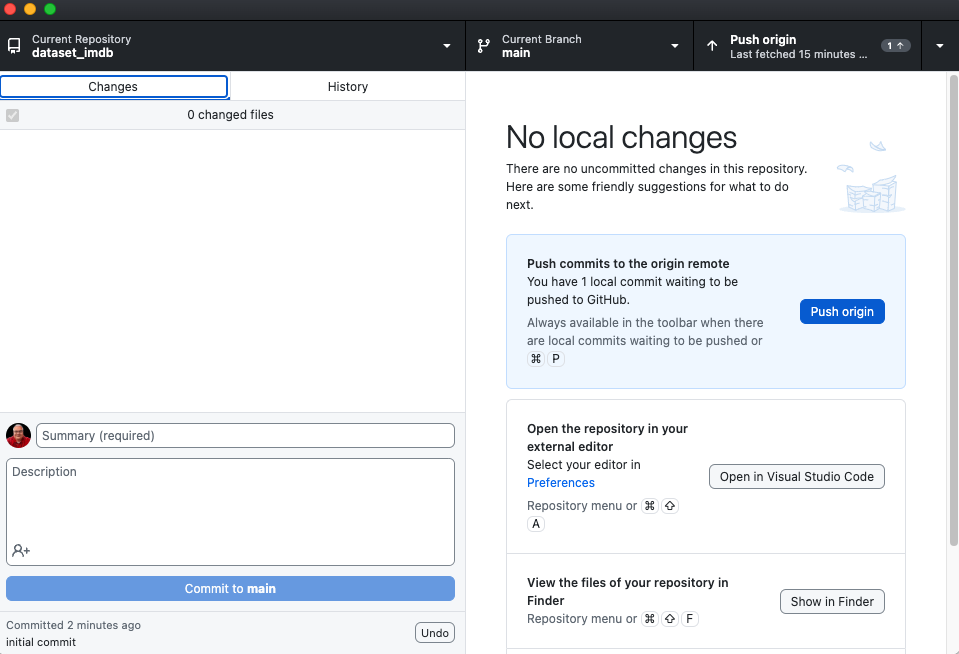 Current Repository
dataset_imdb
Current Branch
main
Push origin
Last fetched 15 minutes ...
1
Changes
History
0 changed files
No local changes
There are no uncommitted changes in this repository.
Here are some friendly suggestions for what to do
next.
Push commits to the origin remote
You have 1 local commit waiting to be
pushed to GitHub.
Always available in the toolbar when there
are local commits waiting to be pushed or
⌘ P
Push origin
Open the repository in your
external editor
Select your editor in
Preferences
Repository menu or ⌘ ⇧
A
Open in Visual Studio Code
View the files of your repository in
Finder
Repository menu or ⌘ ⇧ F
Show in Finder
Summary (required)
Description
Commit to main
Committed 2 minutes ago
initial commit
Undo